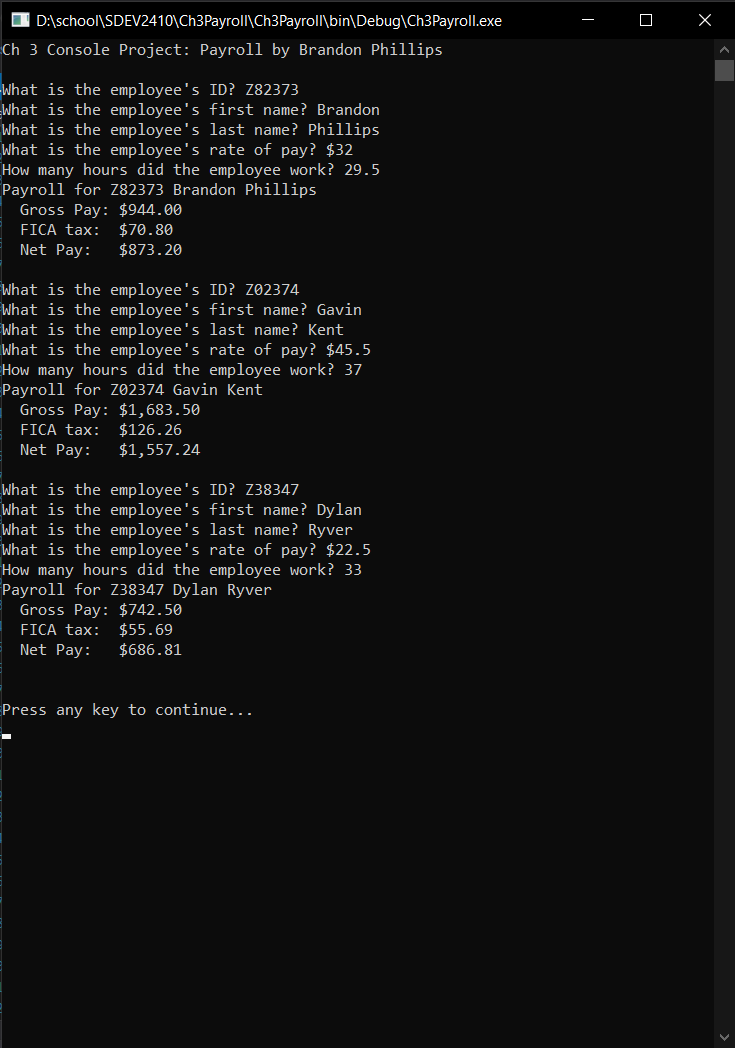 D:\school\SDEV2410\Ch3Payroll\Ch3Payroll\bin\Debug\Ch3Payroll.exe
Ch 3 Console Project: Payroll by Brandon Phillips
What is the employee's ID? Z82373
What is the employee's first name? Brandon
What is the employee's last name? Phillips
What is the employee's rate of pay? $32
How many hours did the employee work? 29.5
Payroll for Z82373 Brandon Phillips
Gross Pay: $944.00
FICA tax: $70.80
Net Pay: $873.20
What is the employee's ID? Z02374
What is the employee's first name? Gavin
What is the employee's last name? Kent
What is the employee's rate of pay? $45.5
How many hours did the employee work? 37
Payroll for Z02374 Gavin Kent
Gross Pay: $1,683.50
FICA tax: $126.26
Net Pay: $1,557.24
What is the employee's ID? Z38347
What is the employee's first name? Dylan
What is the employee's last name? Ryver
What is the employee's rate of pay? $22.5
How many hours did the employee work? 33
Payroll for Z38347 Dylan Ryver
Gross Pay: $742.50
FICA tax: $55.69
Net Pay: $686.81
Press any key to continue...